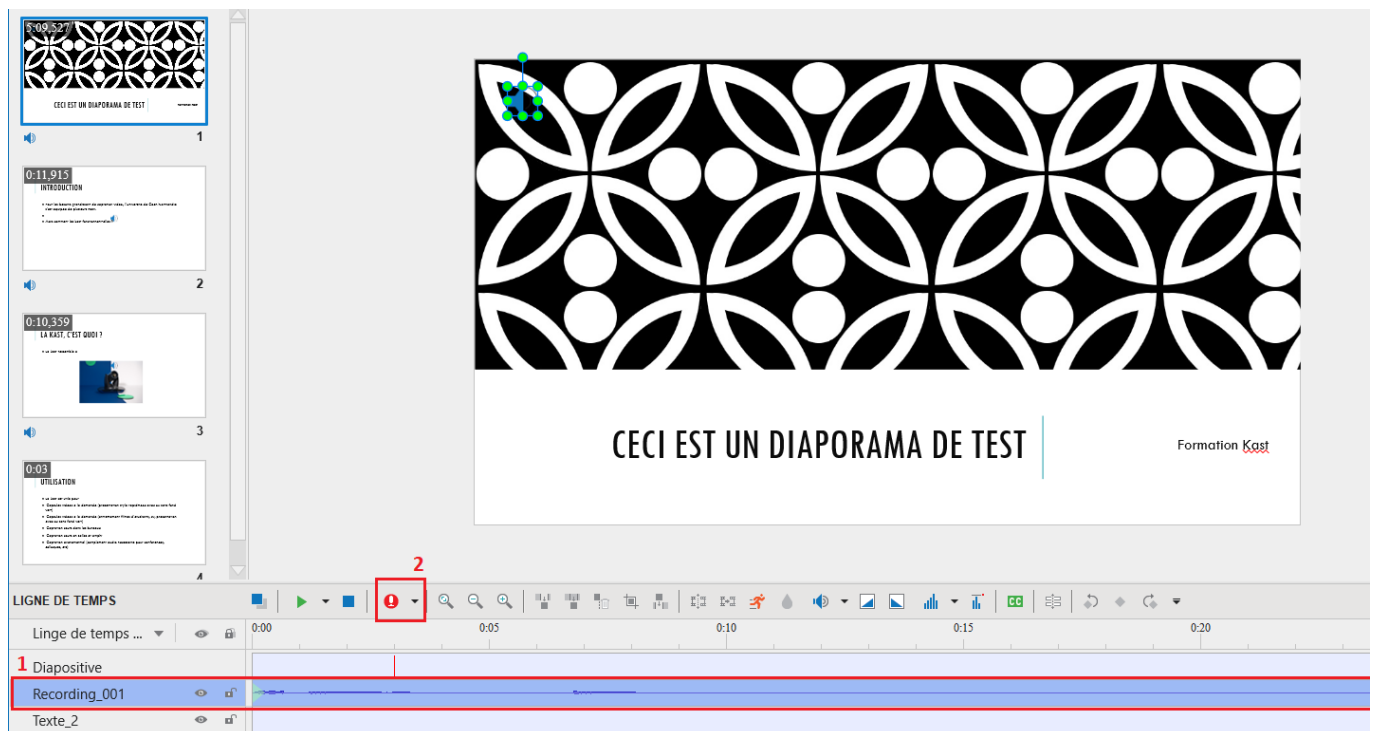 5:09,527
CECI EST UN DIAPORAMA DE TEST
1
0:11,915
INTRODUCTION
2
0:10,359
LA KAST, C'EST QUOI ?
3
0:03
UTILISATION
4
CECI EST UN DIAPORAMA DE TEST
Formation Kast
2
LIGNE DE TEMPS
CC
Linge de temps ...
0:00 0:05 0:10 0:15 0:20
1 Diapositive
Recording_001
Texte_2